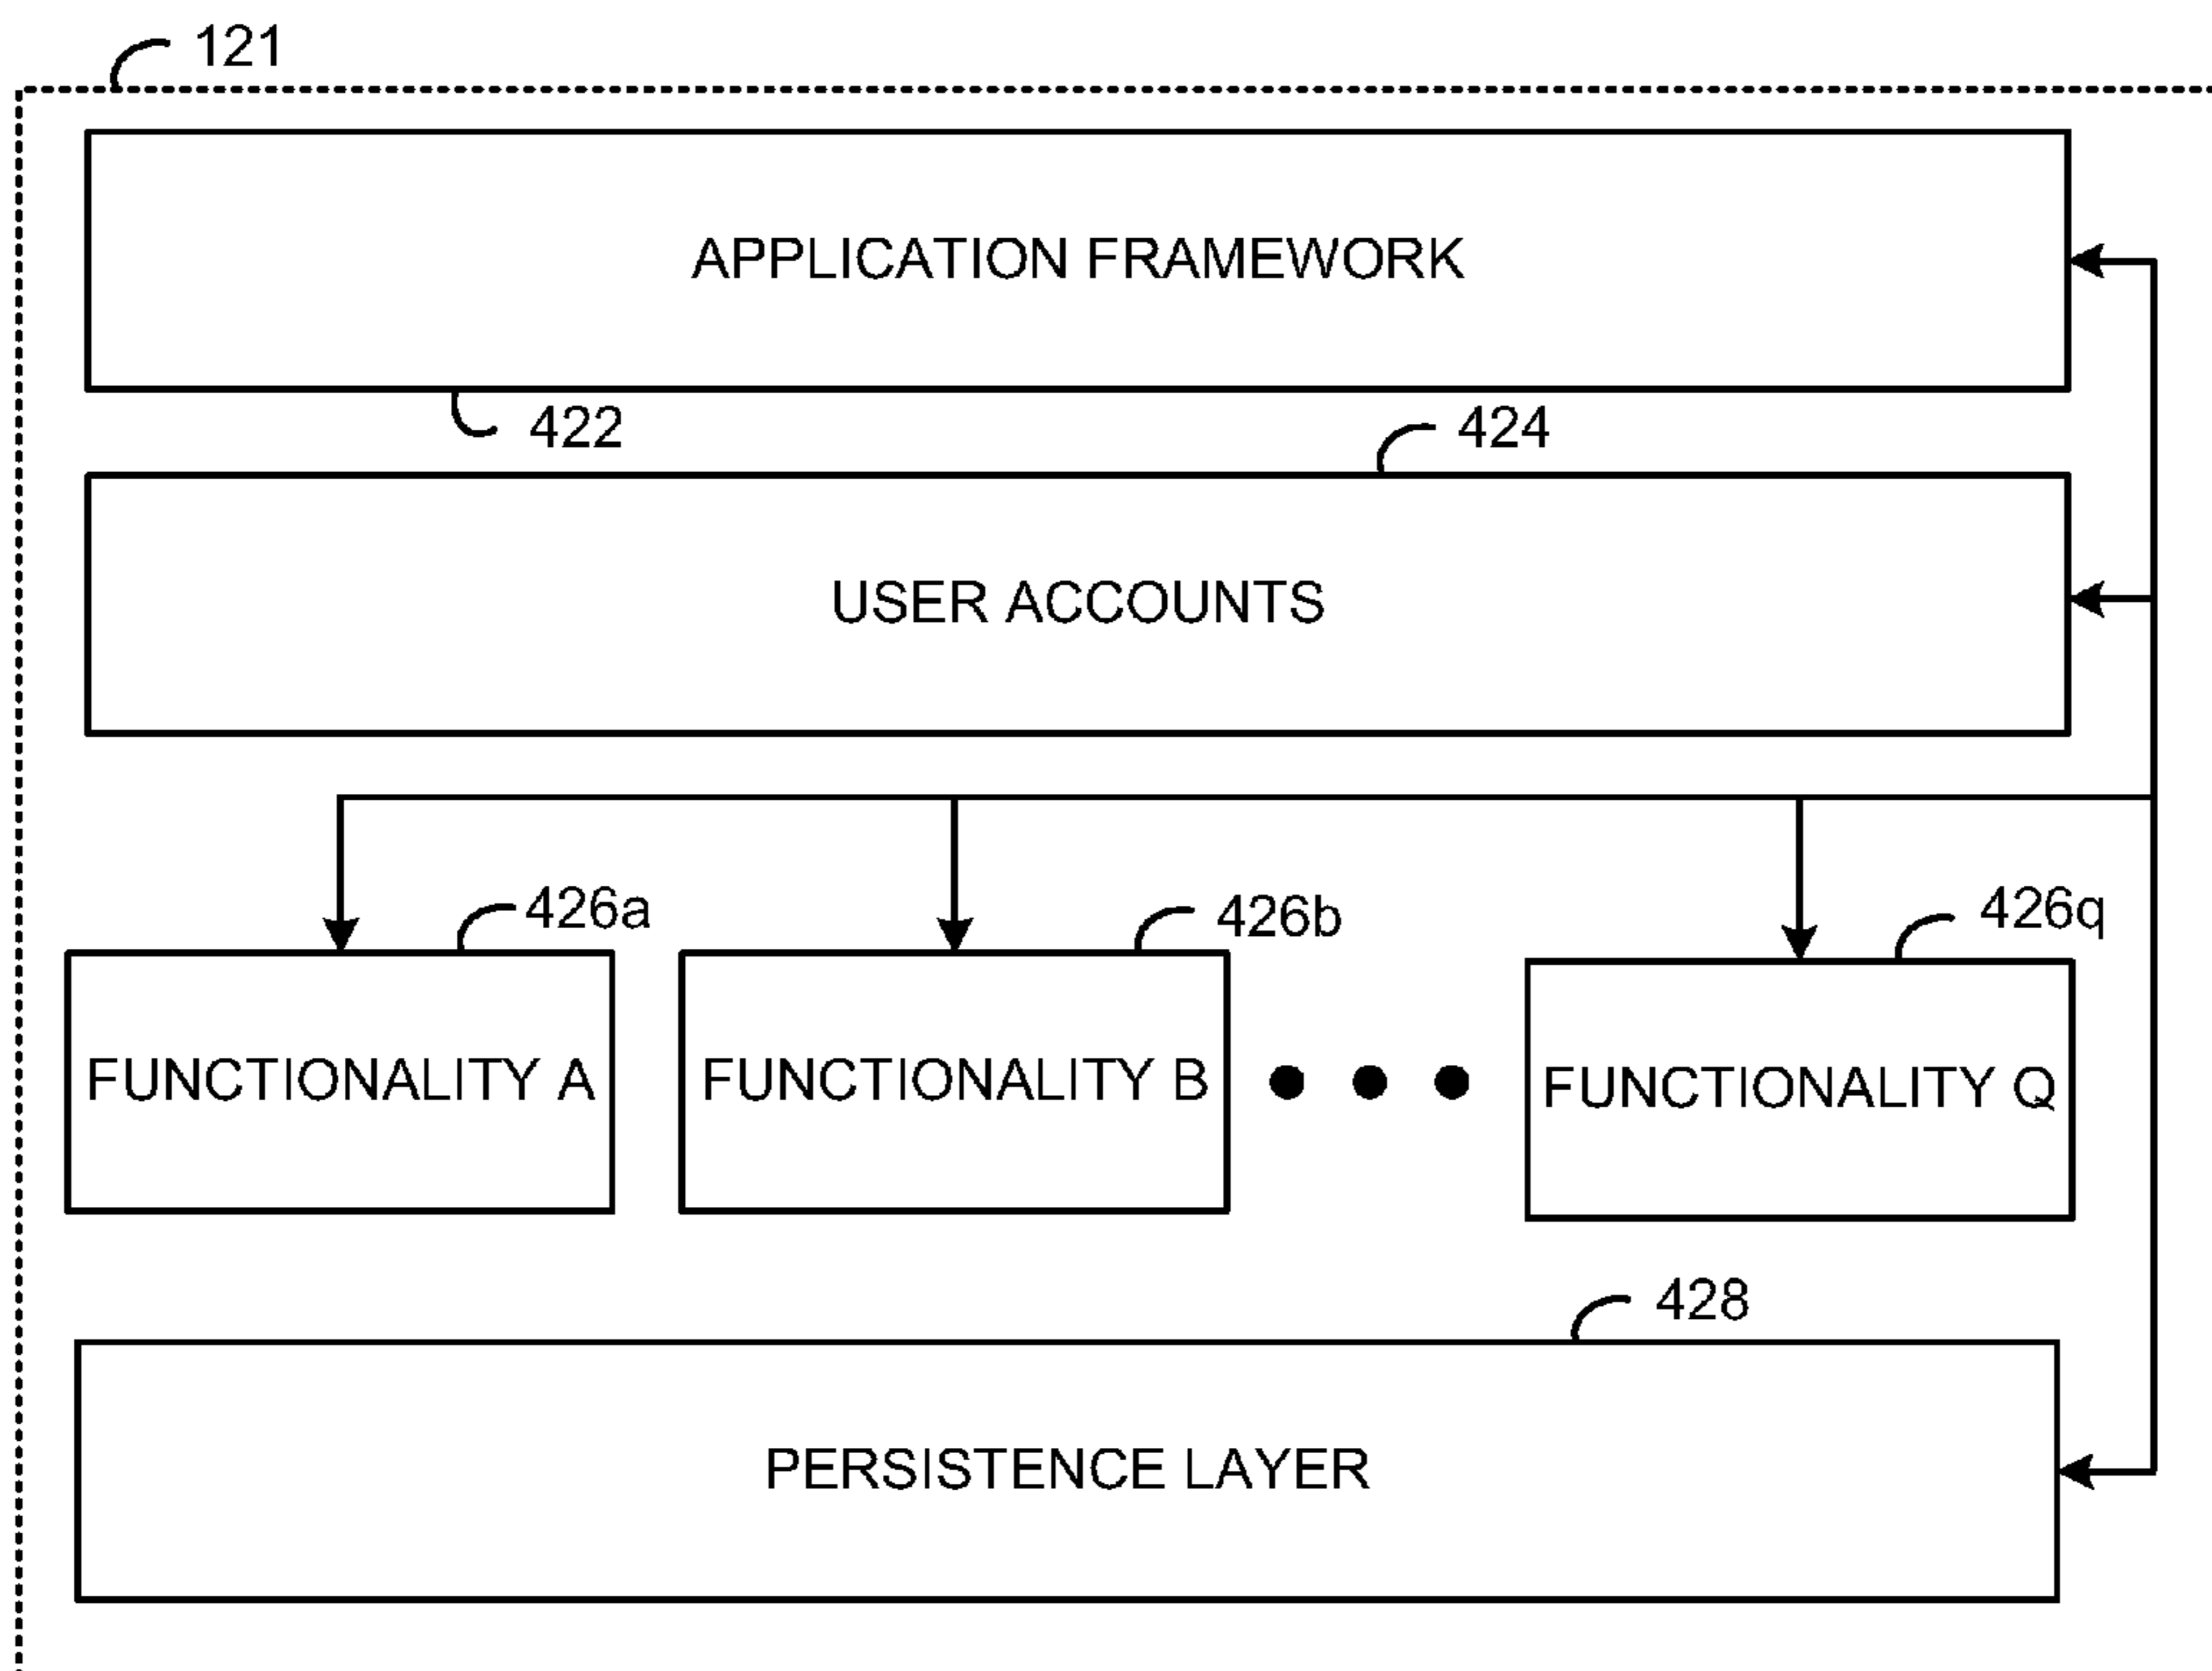 121
APPLICATION FRAMEWORK
422
424
USER ACCOUNTS
426a
426b
426q
FUNCTIONALITY A
FUNCTIONALITY B
FUNCTIONALITY Q
428
PERSISTENCE LAYER